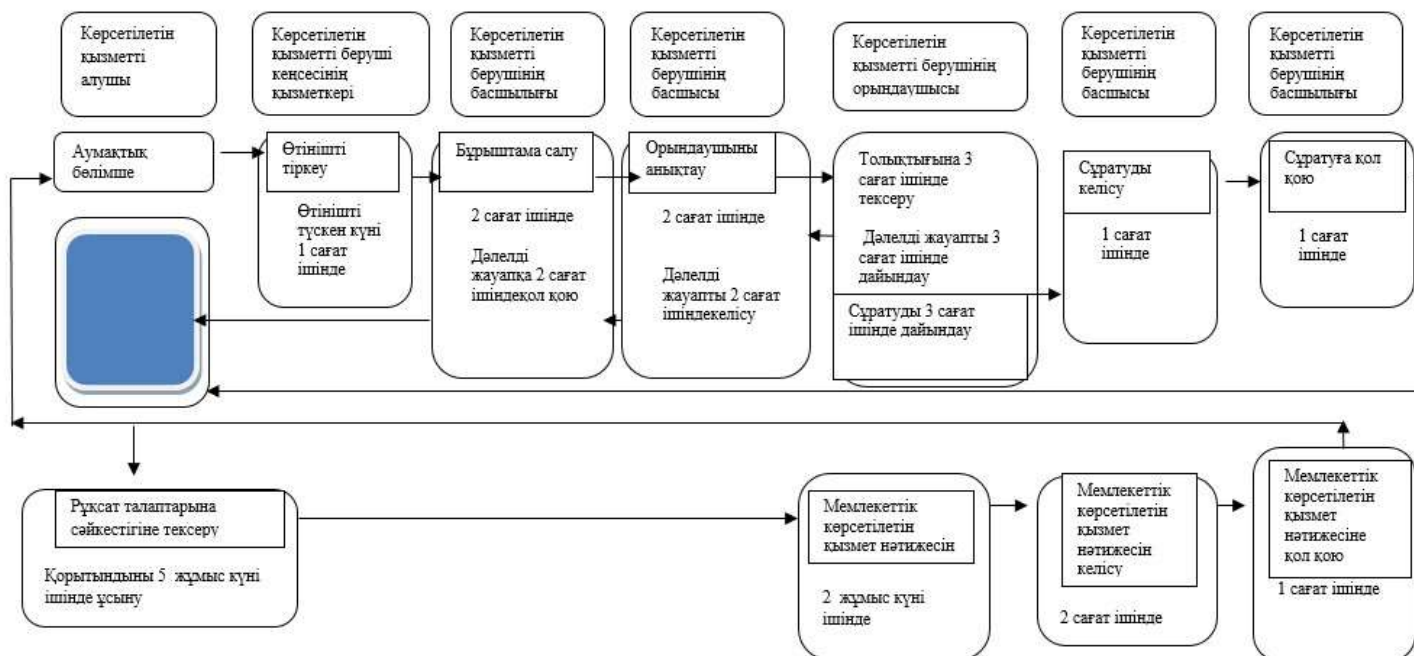 Көрсетілетін
қызметті
алушы
Көрсетілетін
қызметті беруші
кеңсесінің
қызметкері
Көрсетілетін
қызметті
берушінің
басшылығы
Көрсетілетін
қызметті
берушінің
басшысы
Көрсетілетін
қызметті берушінің
орындаушысы
Көрсетілетін
қызметті
берушінің
басшысы
Көрсетілетін
қызметті
берушінің
басшылығы
Аумақтық
бөлімше
Өтінішті
тіркеу
Өтінішті
түскен күні
1 сағат
ішінде
Бұрыштама салу
2 сағат ішінде
Дәлелді
жауапқа 2 сағат
ішіндеқол қою
Орындаушыны
анықтау
2 сағат ішінде
Дәлелді
жауапты 2 сағат
ішіндекелісу
Толықтығына 3
сағат ішінде
тексеру
Дәлелді жауапты 3
сағат ішінде
дайындау
Сұратуды 3 сағат
ішінде дайындау
Сұратуды
келісу
1 сағат
ішінде
Сұратуға қол
қою
1 сағат
ішінде
Рұқсат талаптарына
сәйкестігіне тексеру
Қорытындыны 5 жұмыс күні
ішінде ұсыну
Мемлекеттік
көрсетілетін
қызмет нәтижесін
2 жұмыс күні
ішінде
Мемлекеттік
көрсетілетін
қызмет
нәтижесін
келісу
2 сағат ішінде
Мемлекеттік
көрсетілетін
қызмет
нәтижесіне
қол қою
1 сағат ішінде